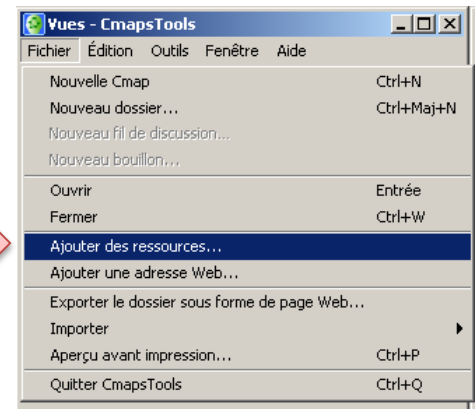 Vues - CmapsTools
Fichier Édition Outils Fenêtre Aide
Nouvelle Cmap Ctrl+N
Nouveau dossier... Ctrl+Maj+N
Nouveau fil de discussion...
Nouveau bouillon...
Ouvrir Entrée
Fermer Ctrl+W
Ajouter des ressources...
Ajouter une adresse Web...
Exporter le dossier sous forme de page Web...
Importer
Aperçu avant impression... Ctrl+P
Quitter CmapsTools Ctrl+Q